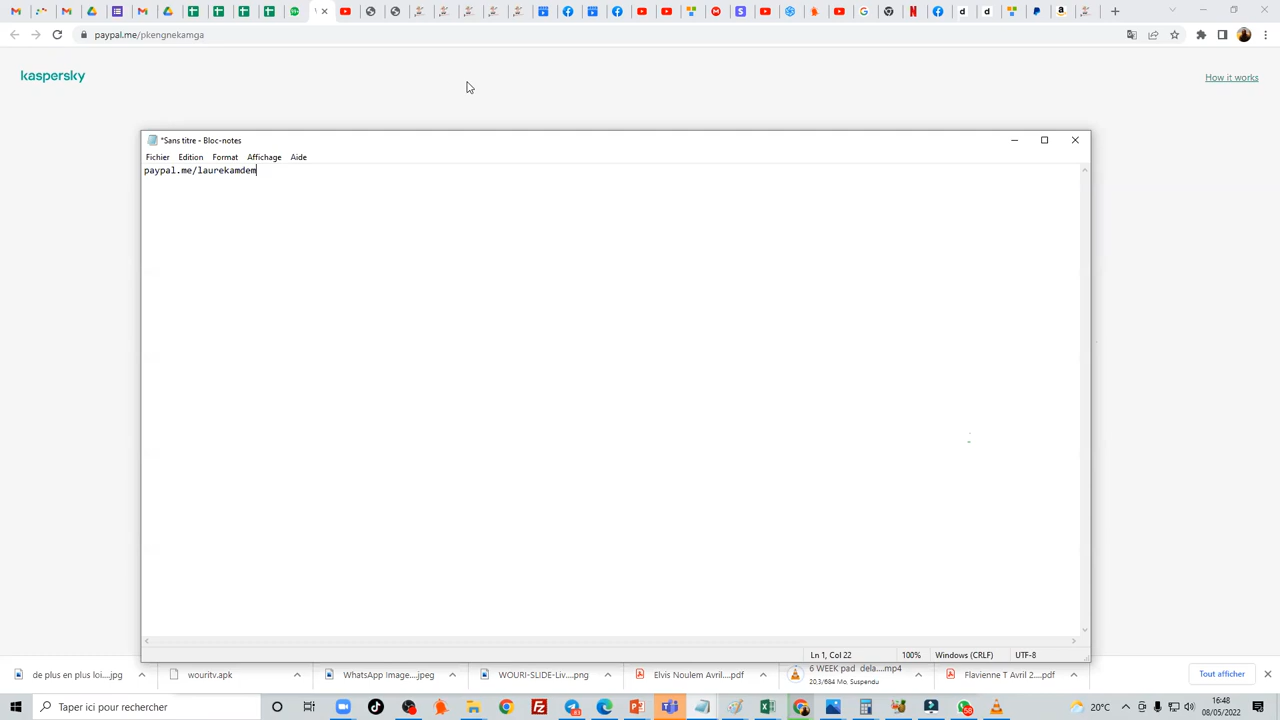 paypal.me/pkengnekamga
kaspersky
How it works
*Sans titre - Bloc-notes
Fichier Edition Format Affichage Aide
paypal.me/laurekamdem
Ln 1, Col 22 100% Windows (CRLF) UTF-8
de plus en plus loi...jpg
wouritv.apk
WhatsApp Image....jpeg
WOURI-SLIDE-Liv....png
Elvis Noulem Avril....pdf
6 WEEK pad dela....mp4
20,3/684 Mo, Suspendu
Flavienne T Avril 2....pdf
Tout afficher
Taper ici pour rechercher
20°C
16:48
08/05/2022